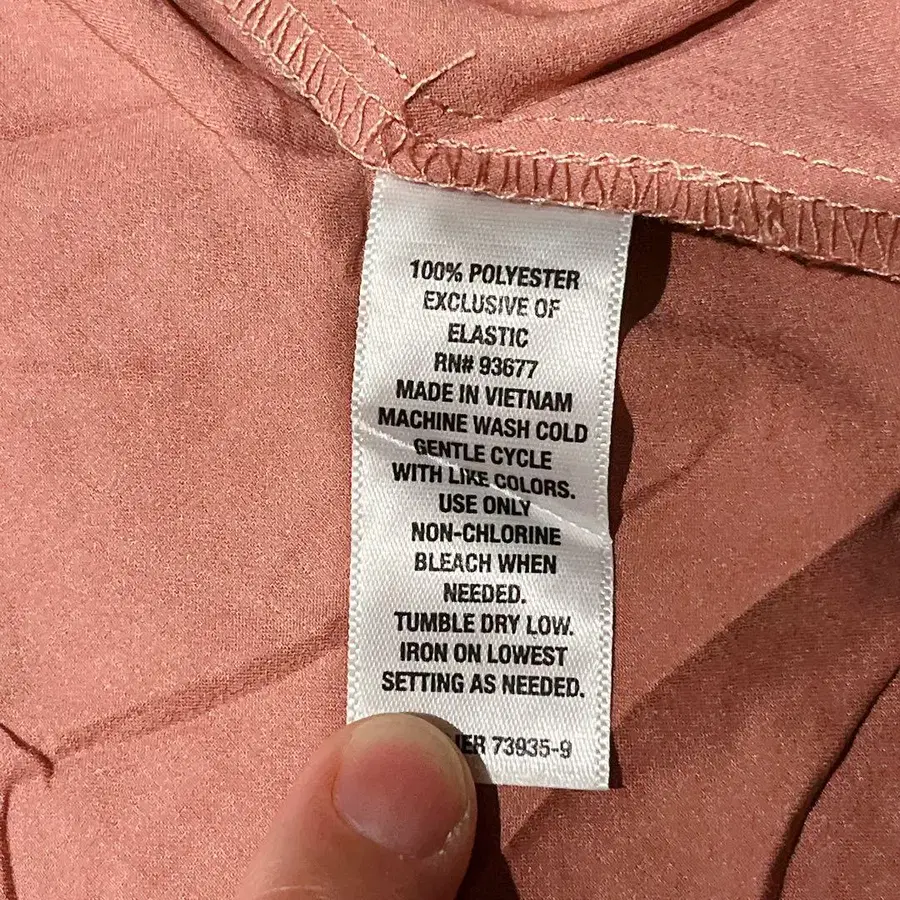 100% POLYESTER
EXCLUSIVE OF
ELASTIC
RN# 93677
MADE IN VIETNAM
MACHINE WASH COLD
GENTLE CYCLE
WITH LIKE COLORS.
USE ONLY
NON-CHLORINE
BLEACH WHEN
NEEDED.
TUMBLE DRY LOW.
IRON ON LOWEST
SETTING AS NEEDED.
73935-9